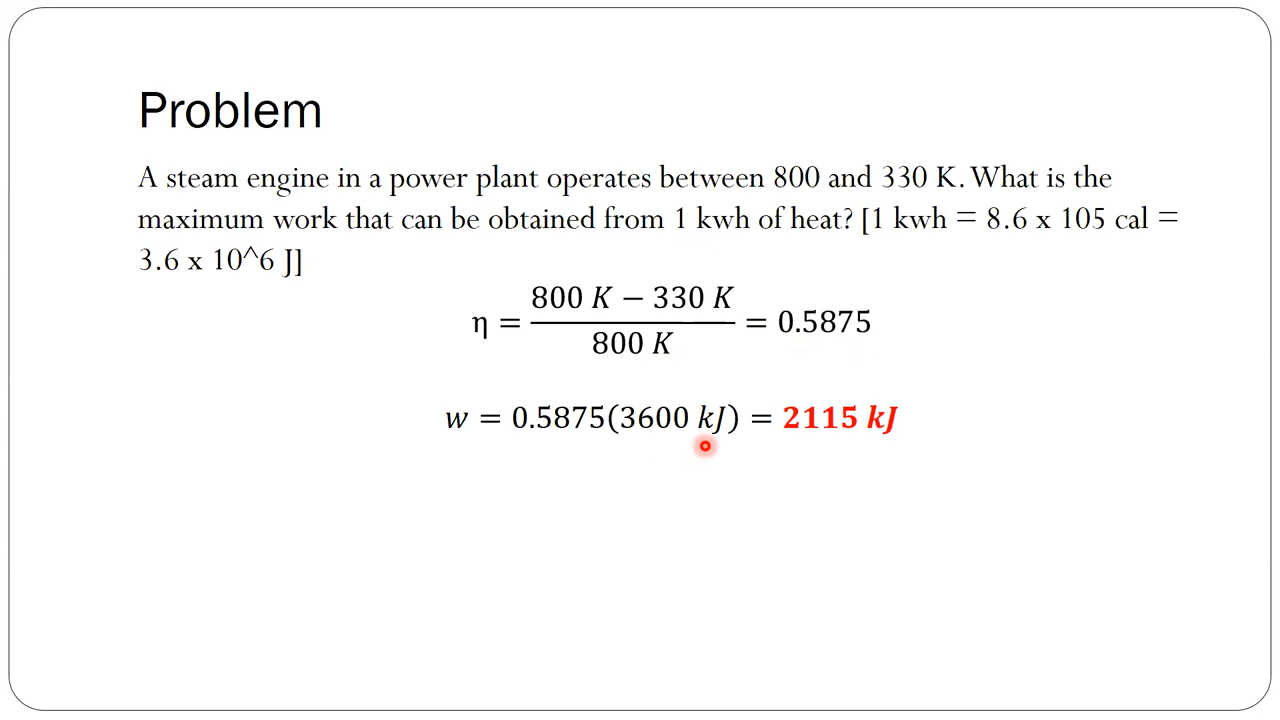 Problem
A steam engine in a power plant operates between 800 and 330 K. What is the
maximum work that can be obtained from 1 kwh of heat? [1 kwh = 8.6 x 105 cal =
3.6 x 10^6 J]
η = (800 K − 330 K) / 800 K = 0.5875
w = 0.5875(3600 kJ) = 2115 kJ